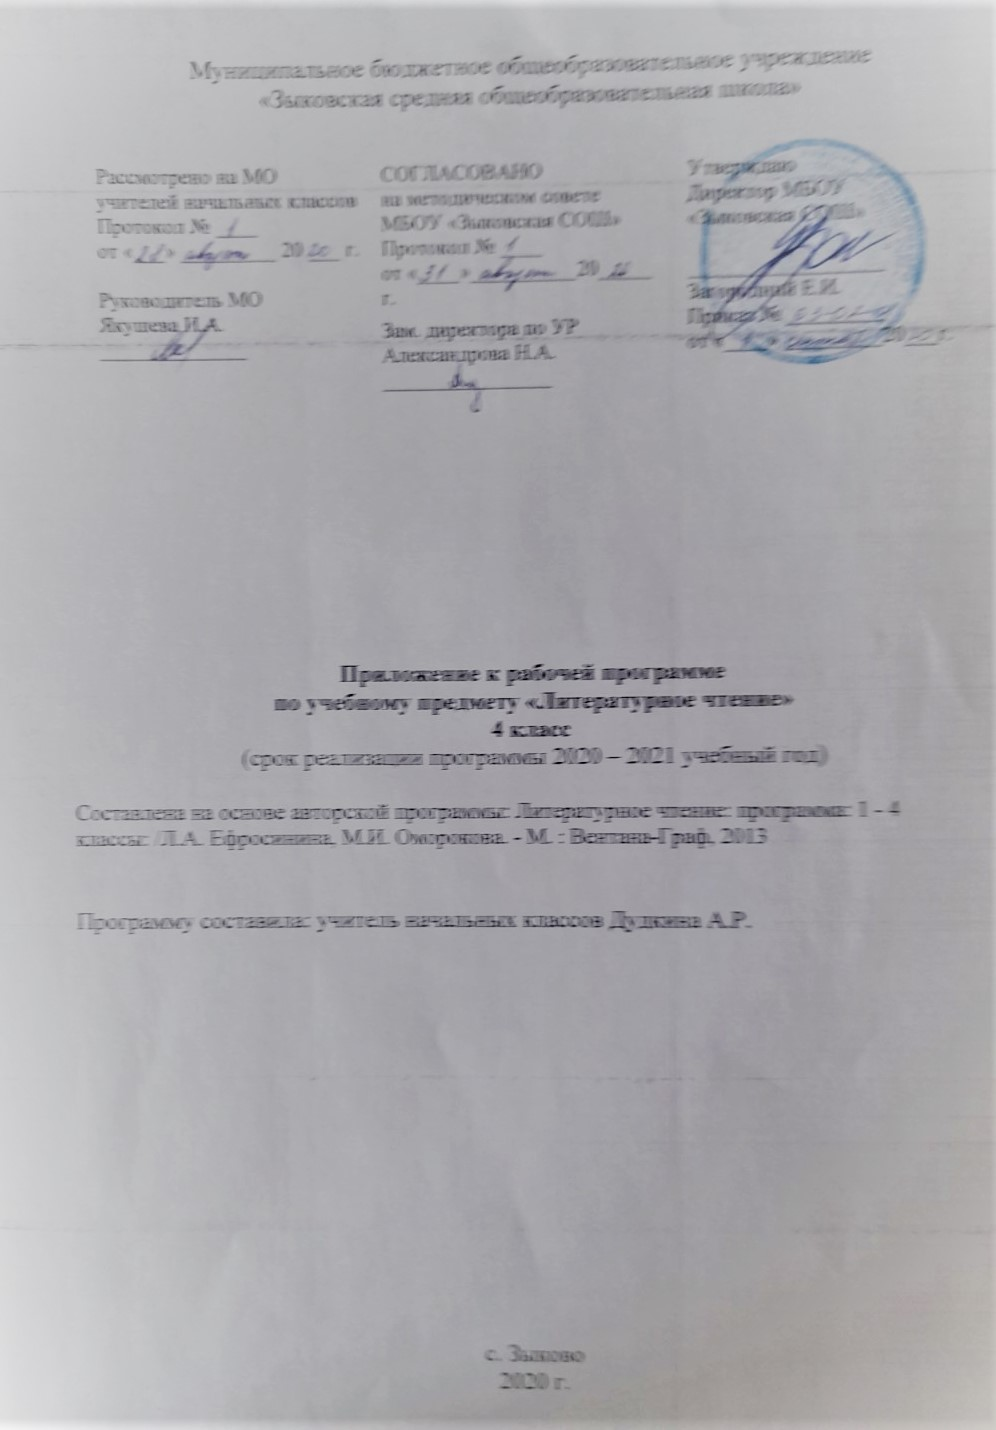 Муниципальное бюджетное общеобразовательное учреждение
«Зыковская средняя общеобразовательная школа»
Рассмотрено на МО
учителей начальных классов
Протокол № 1
от « » август 2020 г.
Руководитель МО
Якушева И.А.
СОГЛАСОВАНО
на методическом совете
МБОУ «Зыковская СОШ»
Протокол № 1
от «31» август 20
г.
Зам. директора по УР
Александрова Н.А.
Утверждаю
Директор МБОУ
«Зыковская СОШ»
Е.И.
Приказ №
от « » 20 г.
Приложение к рабочей программе
по учебному предмету «Литературное чтение»
4 класс
(срок реализации программы 2020 – 2021 учебный год)
Составлена на основе авторской программы: Литературное чтение: программа: 1 - 4
классы: /Л.А. Ефросинина, М.И. Оморокова. - М. : Вентана-Граф, 2013
Программу составила: учитель начальных классов Дудкина А.Р.
с. Зыково
2020 г.